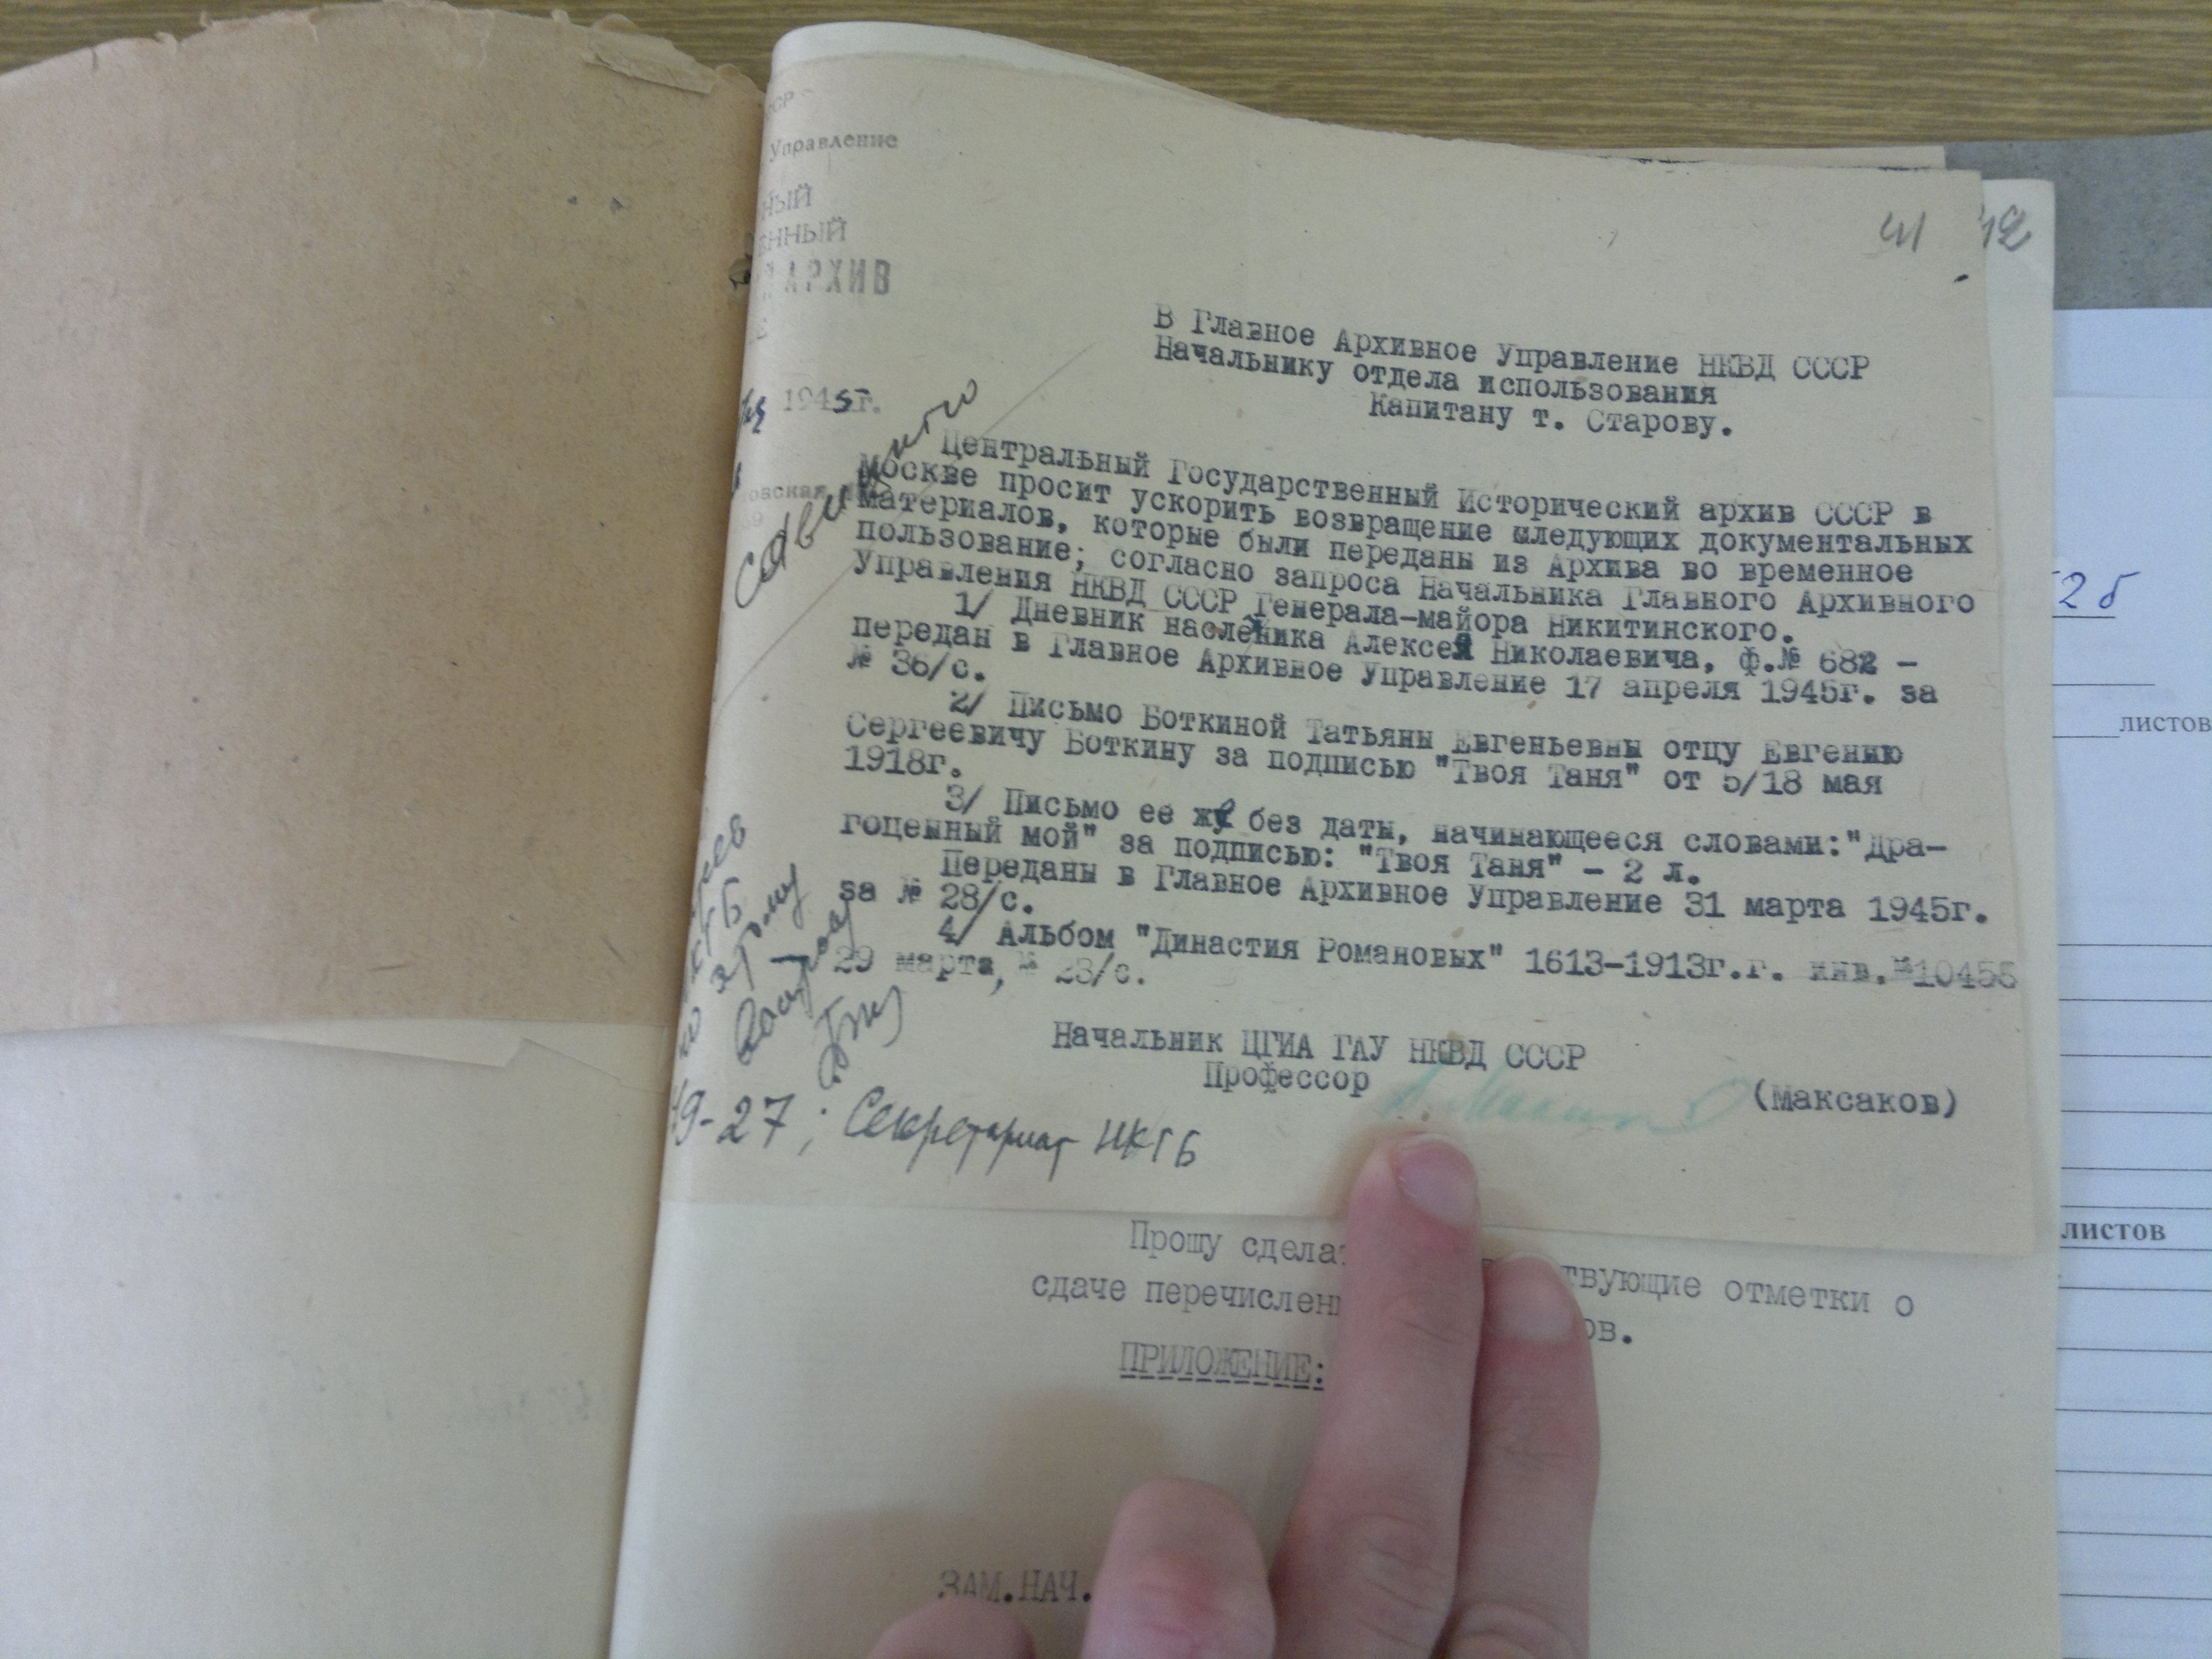 Управление
АРХИВ
1945г.
41
42
В Главное Архивное Управление НКВД СССР
Начальнику отдела использования
Капитану т. Старову.
Центральный Государственный Исторический архив СССР в
Москве просит ускорить возвращение следующих документальных
материалов, которые были переданы из Архива во временное
пользование; согласно запроса Начальника Главного Архивного
Управления НКВД СССР Генерала-майора Никитинского.
1/ Дневник наследника Алексея Николаевича, ф.№ 682 -
передан в Главное Архивное Управление 17 апреля 1945г. за
№ 36/с.
2/ Письмо Боткиной Татьяны Евгеньевны отцу Евгению
Сергеевичу Боткину за подписью "Твоя Таня" от 5/18 мая
1918г.
3/ Письмо ее же без даты, начинающееся словами:"Дра-
гоценный мой" за подписью: "Твоя Таня" - 2 л.
Переданы в Главное Архивное Управление 31 марта 1945г.
за № 28/с.
4/ Альбом "Династия Романовых" 1613-1913г.г. инв.№10455
29 марта, № 23/с.
Начальник ЦГИА ГАУ НКВД СССР
Профессор
(Максаков)
49-27; Секретариат НКГБ
Прошу
отметки о
сдаче
ПРИЛОЖЕНИЕ:
ЗАМ.НАЧ.
2б
листов
листов